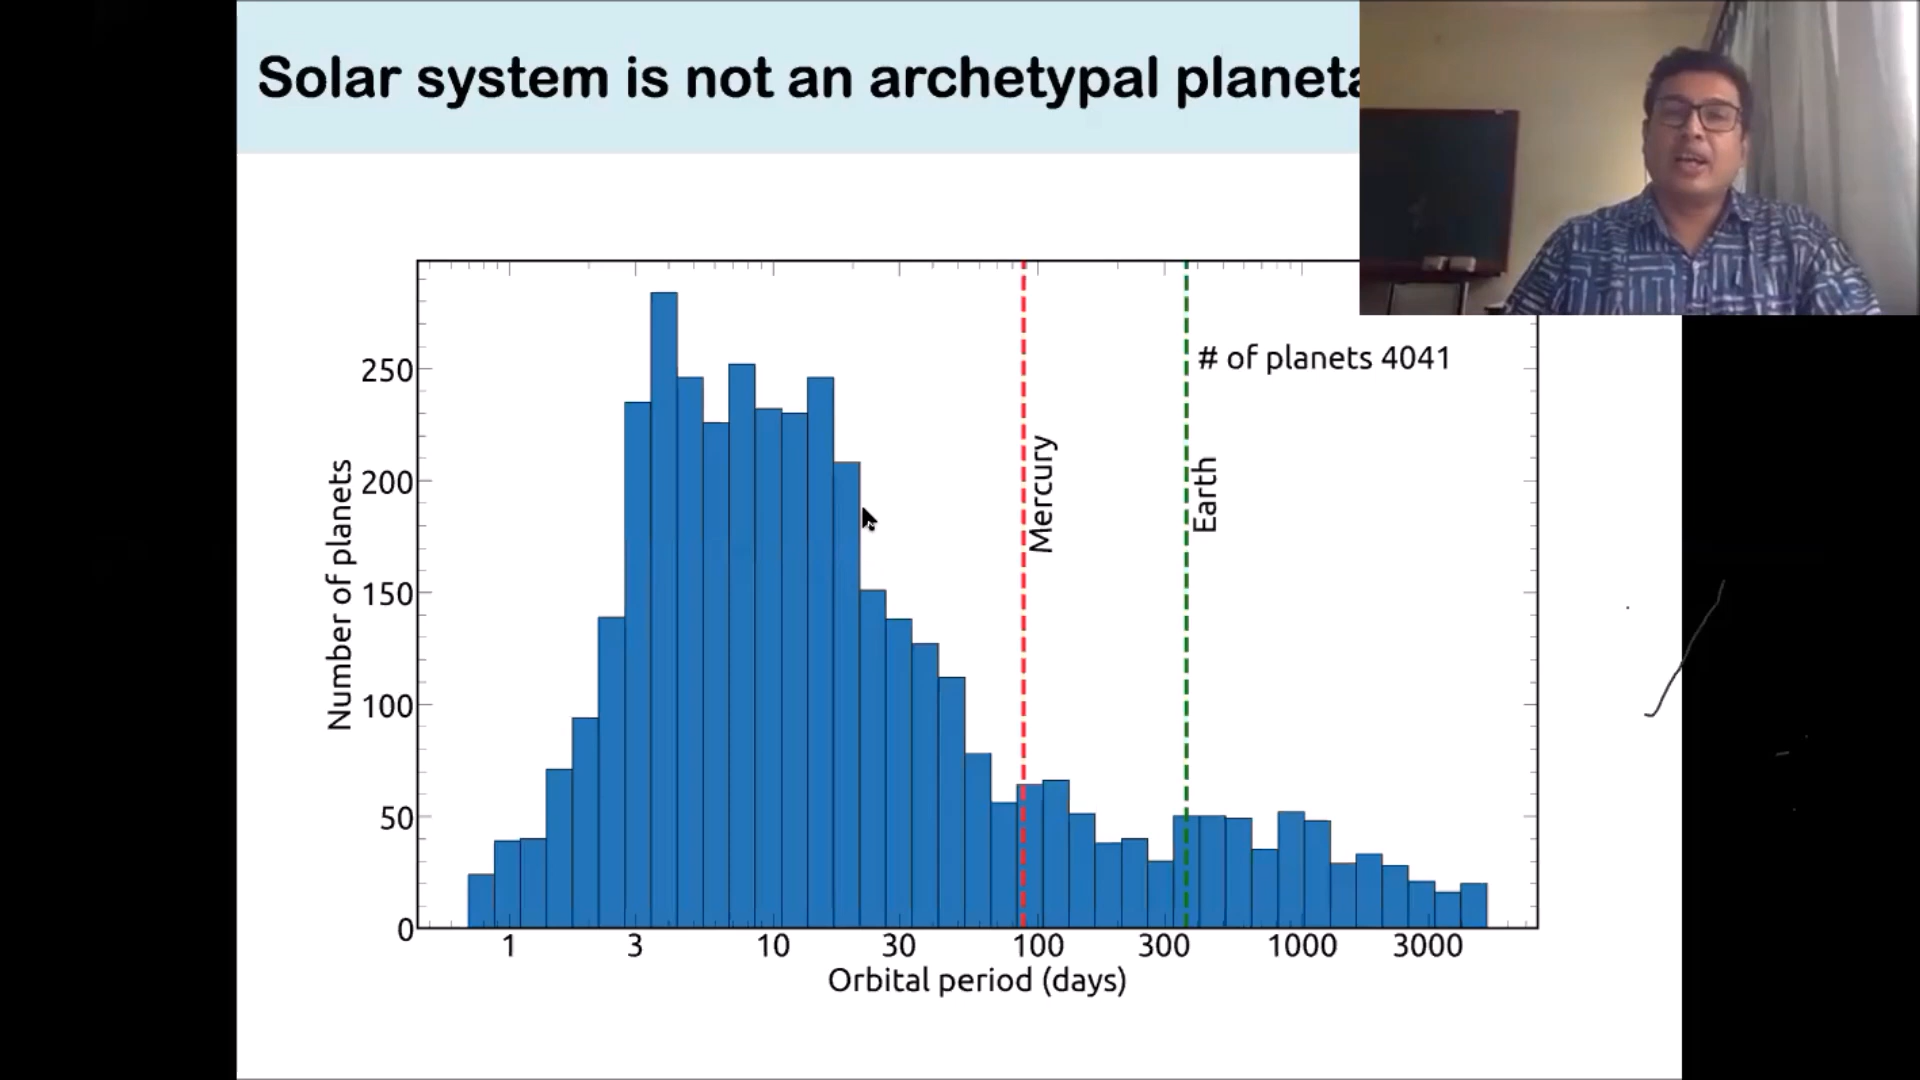 Solar system is not an archetypal planeta
# of planets 4041
Mercury
Earth
Number of planets
250
200
150
100
50
0
1 3 10 30 100 300 1000 3000
Orbital period (days)